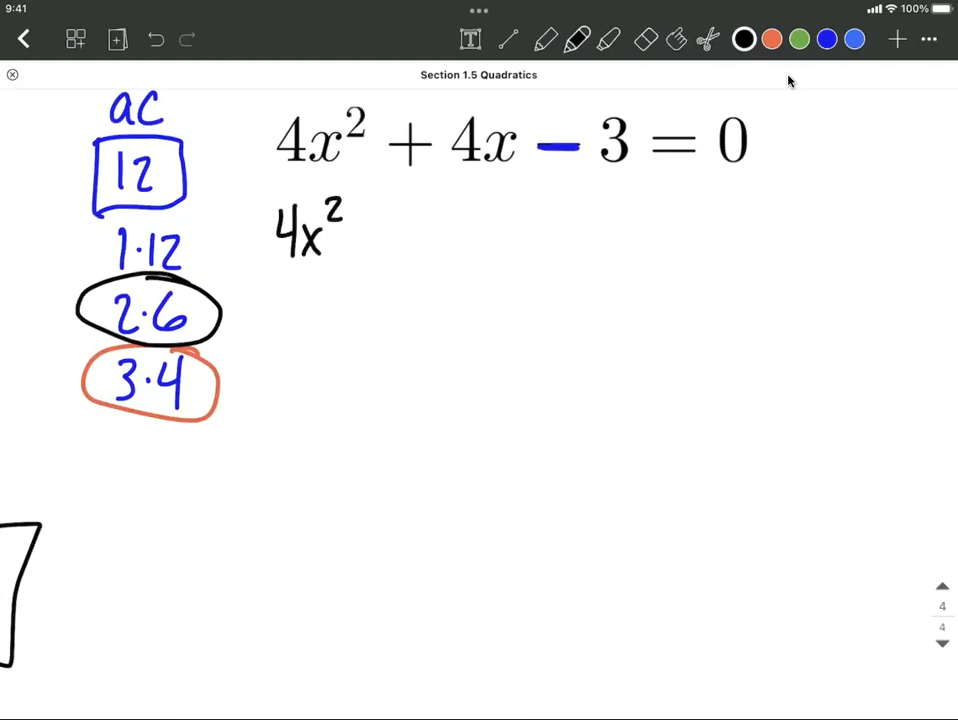 9:41
100%
Section 1.5 Quadratics
ac
12
1·12
2·6
3·4
4x² + 4x − 3 = 0
4x²
4
4